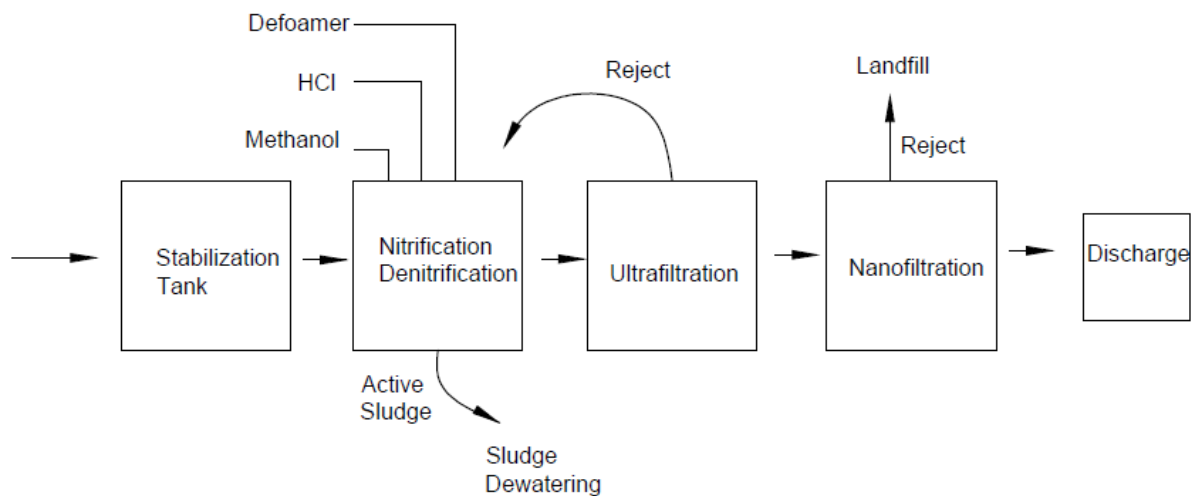 Defoamer
HCl
Methanol
Reject
Landfill
Reject
Stabilization
Tank
Nitrification
Denitrification
Ultrafiltration
Nanofiltration
Discharge
Active
Sludge
Sludge
Dewatering